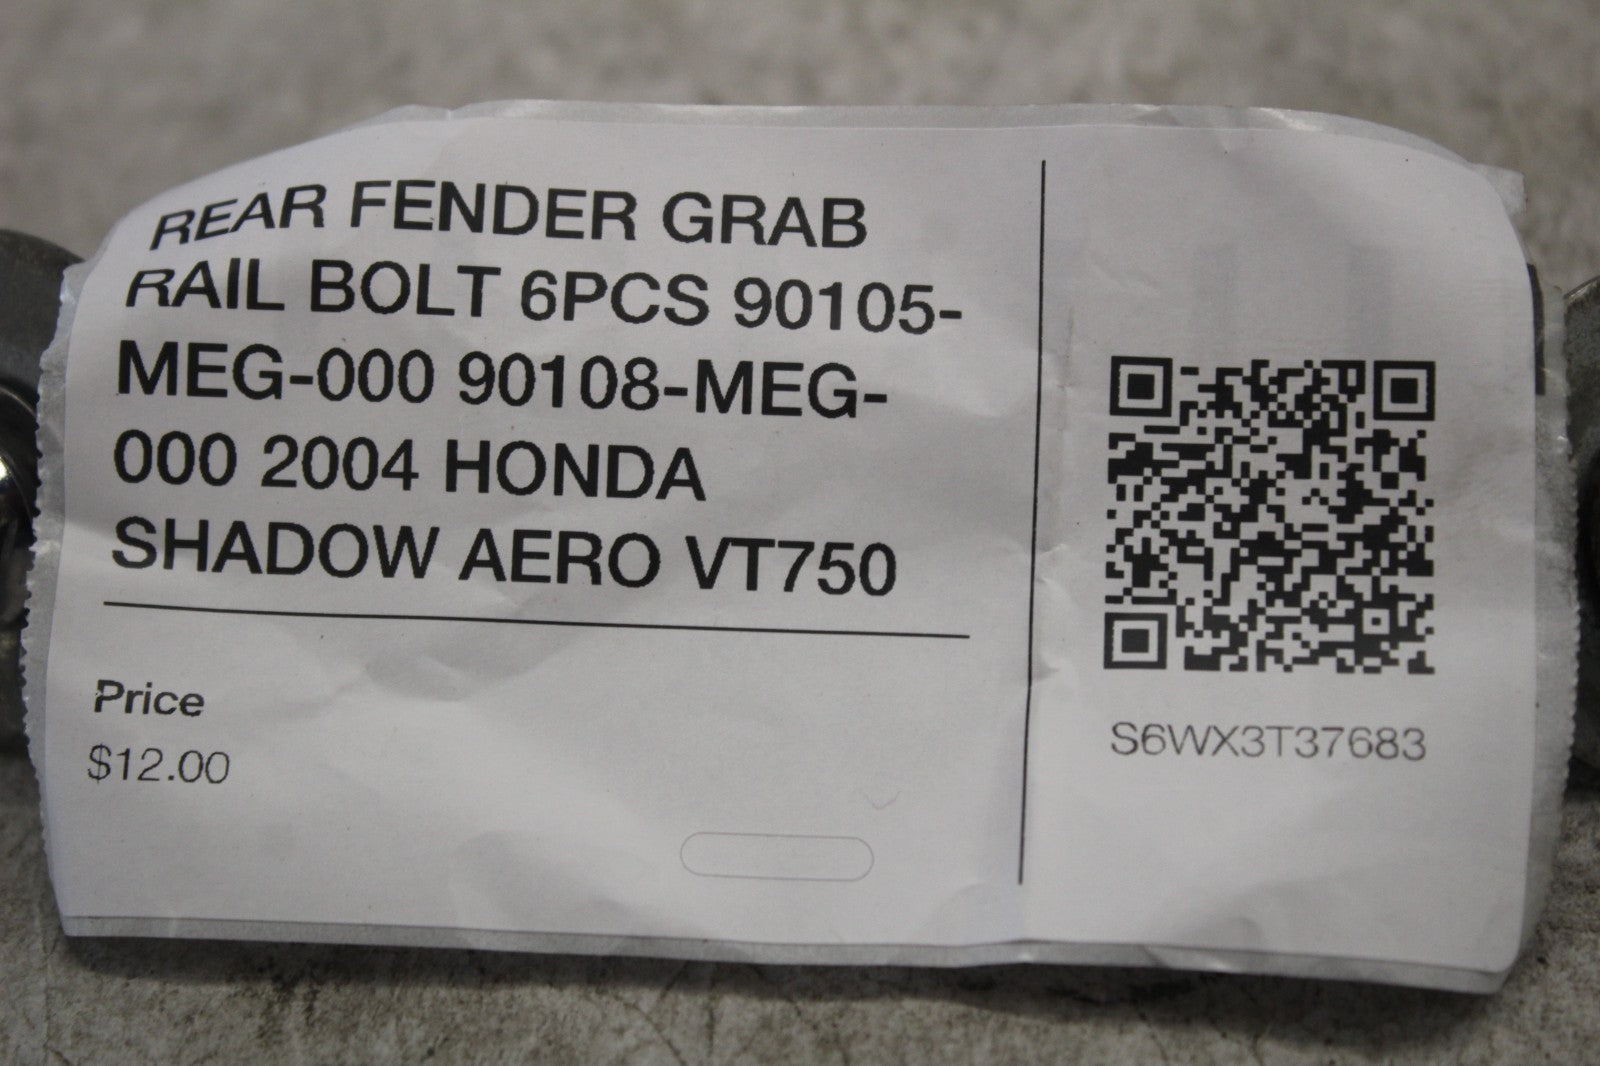 REAR FENDER GRAB
RAIL BOLT 6PCS 90105-
MEG-000 90108-MEG-
000 2004 HONDA
SHADOW AERO VT750
Price
$12.00
S6WX3T37683